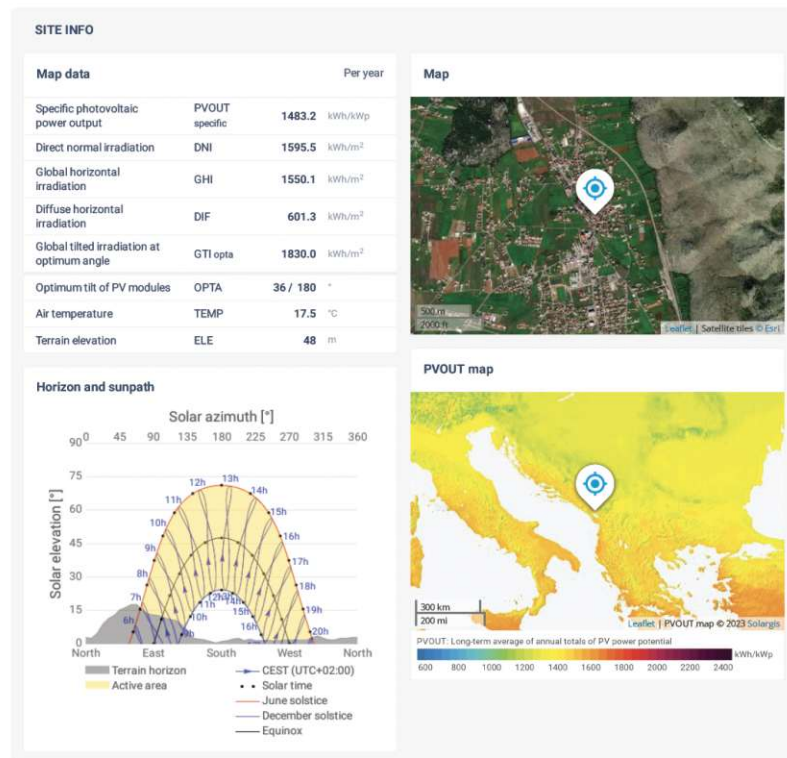 SITE INFO
Map data Per year
Specific photovoltaic power output PVOUT specific 1483.2 kWh/kWp
Direct normal irradiation DNI 1595.5 kWh/m²
Global horizontal irradiation GHI 1550.1 kWh/m²
Diffuse horizontal irradiation DIF 601.3 kWh/m²
Global tilted irradiation at optimum angle GTI opta 1830.0 kWh/m²
Optimum tilt of PV modules OPTA 36 / 180 °
Air temperature TEMP 17.5 °C
Terrain elevation ELE 48 m
Map
500 m
2000 ft
Leaflet | Satellite tiles © Esri
Horizon and sunpath
Solar azimuth [°]
0 45 90 135 180 225 270 315 360
Solar elevation [°]
90
75
60
45
30
15
0
12h 13h
11h 14h
10h 15h
9h 16h
8h 17h
7h 18h
6h 19h
20h
9h 10h 11h 12h 13h 14h 15h 16h
North East South West North
Terrain horizon
Active area
CEST (UTC+02:00)
Solar time
June solstice
December solstice
Equinox
PVOUT map
300 km
200 mi
Leaflet | PVOUT map © 2023 Solargis
PVOUT: Long-term average of annual totals of PV power potential
kWh/kWp
600 800 1000 1200 1400 1600 1800 2000 2200 2400